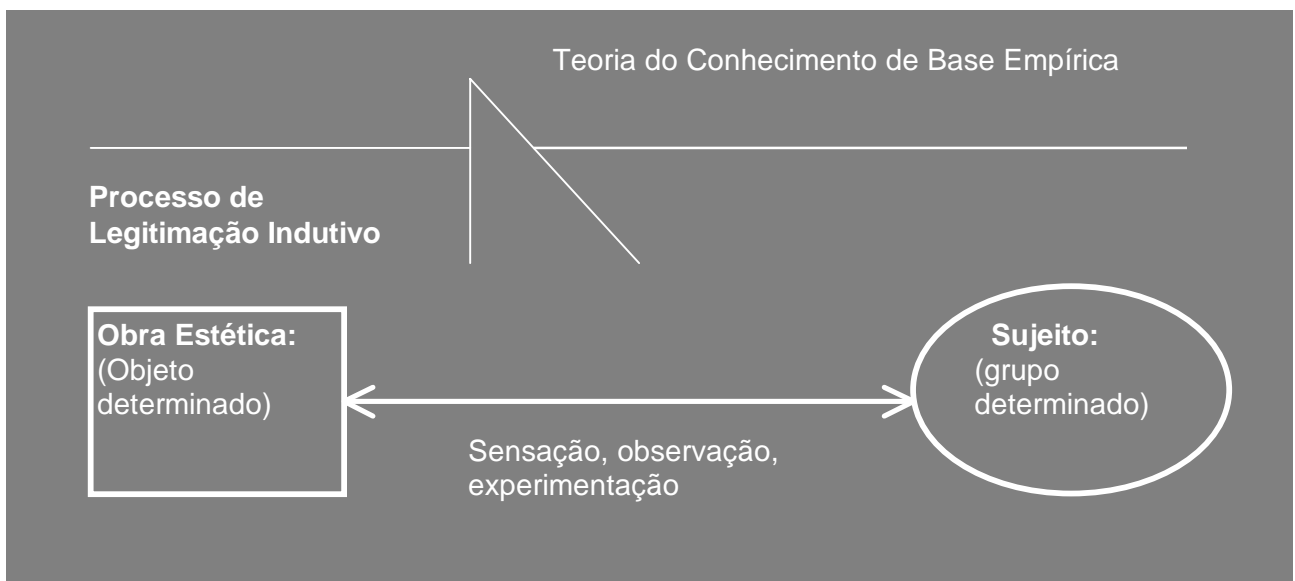 Teoria do Conhecimento de Base Empírica
Processo de
Legitimação Indutivo
Obra Estética:
(Objeto
determinado)
Sensação, observação,
experimentação
Sujeito:
(grupo
determinado)